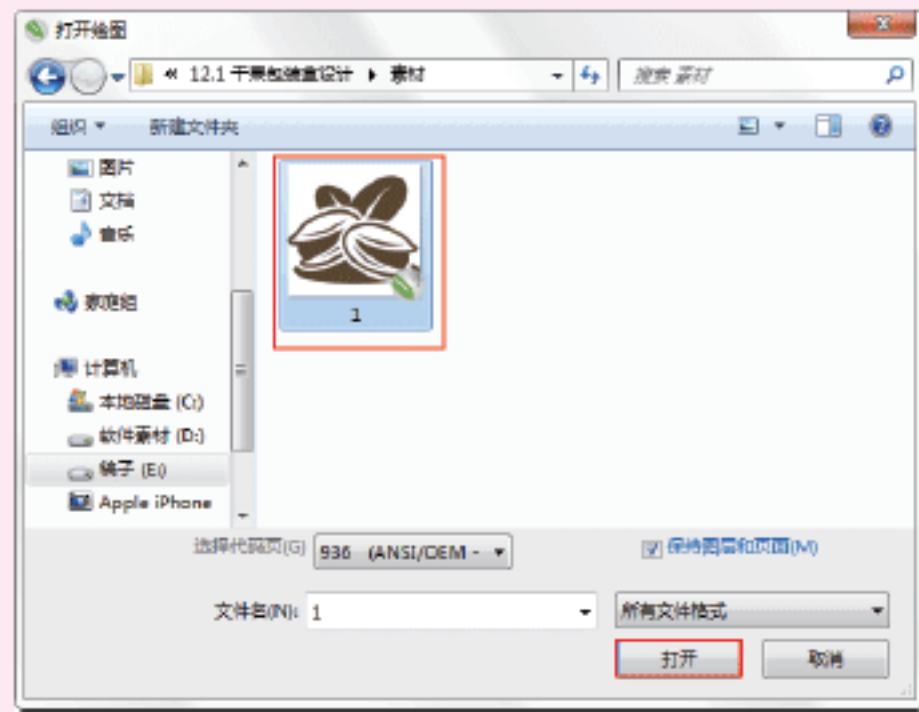 打开绘图
« 12.1 干果包装盒设计 ▸ 素材
搜索 素材
组织
新建文件夹
图片
文档
音乐
家庭组
计算机
本地磁盘 (C:)
软件素材 (D:)
稿子 (E:)
Apple iPhone
1
选择代码页(G)
936 (ANSI/OEM -
保持图层和页面(M)
文件名(N): 1
所有文件格式
打开
取消